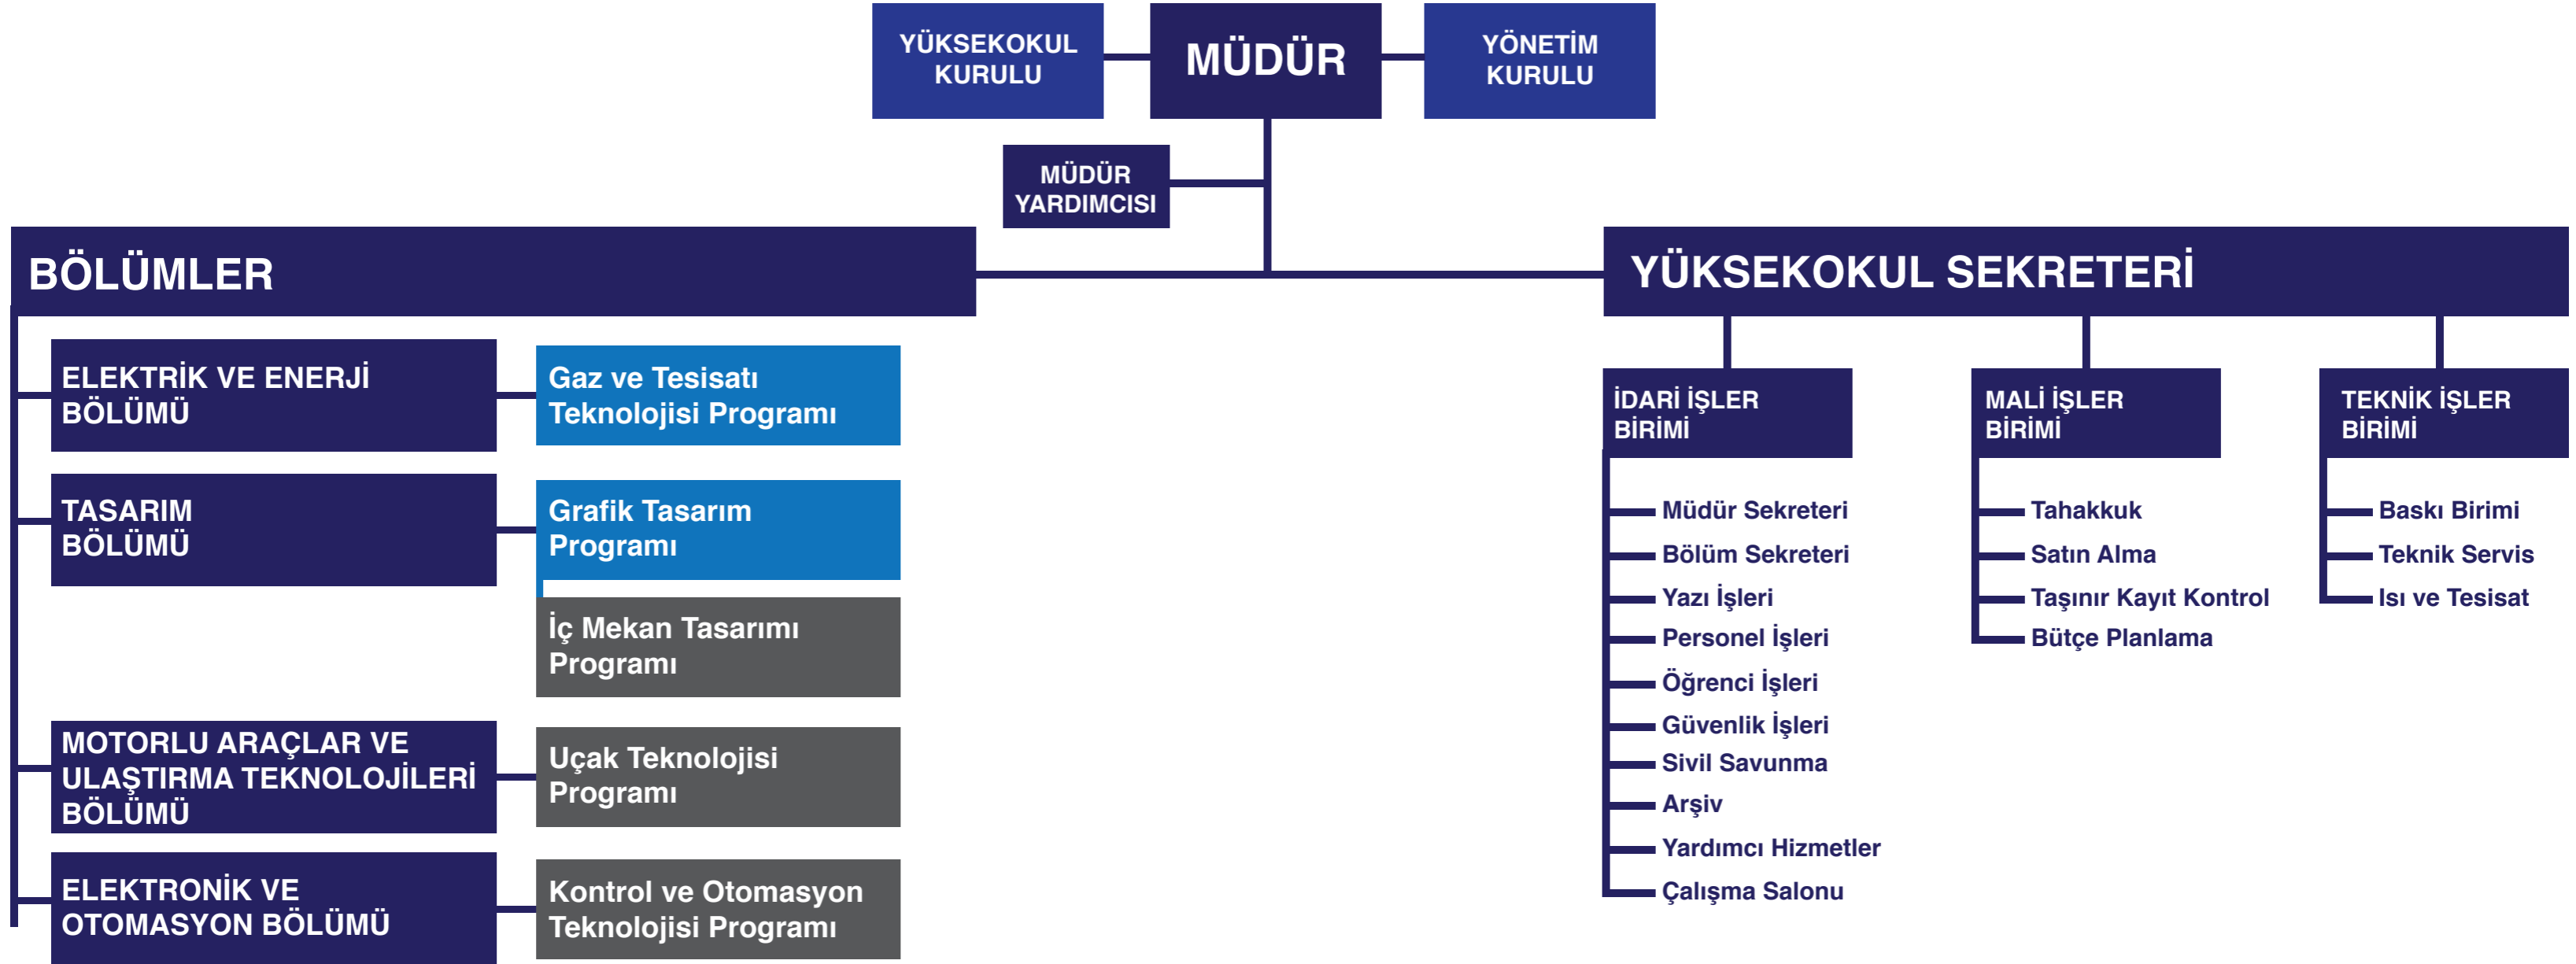 YÜKSEKOKUL
KURULU
MÜDÜR
YÖNETİM
KURULU
MÜDÜR
YARDIMCISI
BÖLÜMLER
ELEKTRİK VE ENERJİ
BÖLÜMÜ
Gaz ve Tesisatı
Teknolojisi Programı
TASARIM
BÖLÜMÜ
Grafik Tasarım
Programı
İç Mekan Tasarımı
Programı
MOTORLU ARAÇLAR VE
ULAŞTIRMA TEKNOLOJİLERİ
BÖLÜMÜ
Uçak Teknolojisi
Programı
ELEKTRONİK VE
OTOMASYON BÖLÜMÜ
Kontrol ve Otomasyon
Teknolojisi Programı
YÜKSEKOKUL SEKRETERİ
İDARİ İŞLER
BİRİMİ
Müdür Sekreteri
Bölüm Sekreteri
Yazı İşleri
Personel İşleri
Öğrenci İşleri
Güvenlik İşleri
Sivil Savunma
Arşiv
Yardımcı Hizmetler
Çalışma Salonu
MALİ İŞLER
BİRİMİ
Tahakkuk
Satın Alma
Taşınır Kayıt Kontrol
Bütçe Planlama
TEKNİK İŞLER
BİRİMİ
Baskı Birimi
Teknik Servis
Isı ve Tesisat